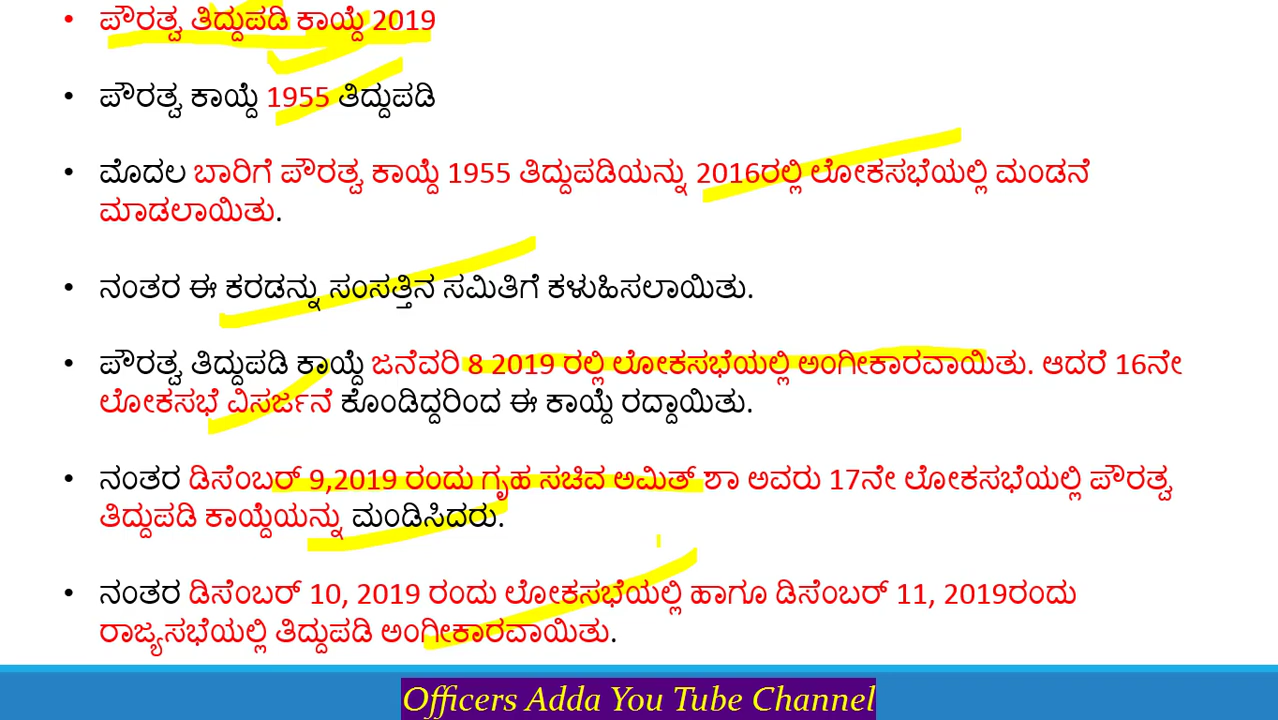 • ಪೌರತ್ವ ತಿದ್ದುಪಡಿ ಕಾಯ್ದೆ 2019
• ಪೌರತ್ವ ಕಾಯ್ದೆ 1955 ತಿದ್ದುಪಡಿ
• ಮೊದಲ ಬಾರಿಗೆ ಪೌರತ್ವ ಕಾಯ್ದೆ 1955 ತಿದ್ದುಪಡಿಯನ್ನು 2016ರಲ್ಲಿ ಲೋಕಸಭೆಯಲ್ಲಿ ಮಂಡನೆ
ಮಾಡಲಾಯಿತು.
• ನಂತರ ಈ ಕರಡನ್ನು ಸಂಸತ್ತಿನ ಸಮಿತಿಗೆ ಕಳುಹಿಸಲಾಯಿತು.
• ಪೌರತ್ವ ತಿದ್ದುಪಡಿ ಕಾಯ್ದೆ ಜನೆವರಿ 8 2019 ರಲ್ಲಿ ಲೋಕಸಭೆಯಲ್ಲಿ ಅಂಗೀಕಾರವಾಯಿತು. ಆದರೆ 16ನೇ
ಲೋಕಸಭೆ ವಿಸರ್ಜನೆ ಕೊಂಡಿದ್ದರಿಂದ ಈ ಕಾಯ್ದೆ ರದ್ದಾಯಿತು.
• ನಂತರ ಡಿಸೆಂಬರ್ 9,2019 ರಂದು ಗೃಹ ಸಚಿವ ಅಮಿತ್ ಶಾ ಅವರು 17ನೇ ಲೋಕಸಭೆಯಲ್ಲಿ ಪೌರತ್ವ
ತಿದ್ದುಪಡಿ ಕಾಯ್ದೆಯನ್ನು ಮಂಡಿಸಿದರು.
• ನಂತರ ಡಿಸೆಂಬರ್ 10, 2019 ರಂದು ಲೋಕಸಭೆಯಲ್ಲಿ ಹಾಗೂ ಡಿಸೆಂಬರ್ 11, 2019ರಂದು
ರಾಜ್ಯಸಭೆಯಲ್ಲಿ ತಿದ್ದುಪಡಿ ಅಂಗೀಕಾರವಾಯಿತು.
Officers Adda You Tube Channel